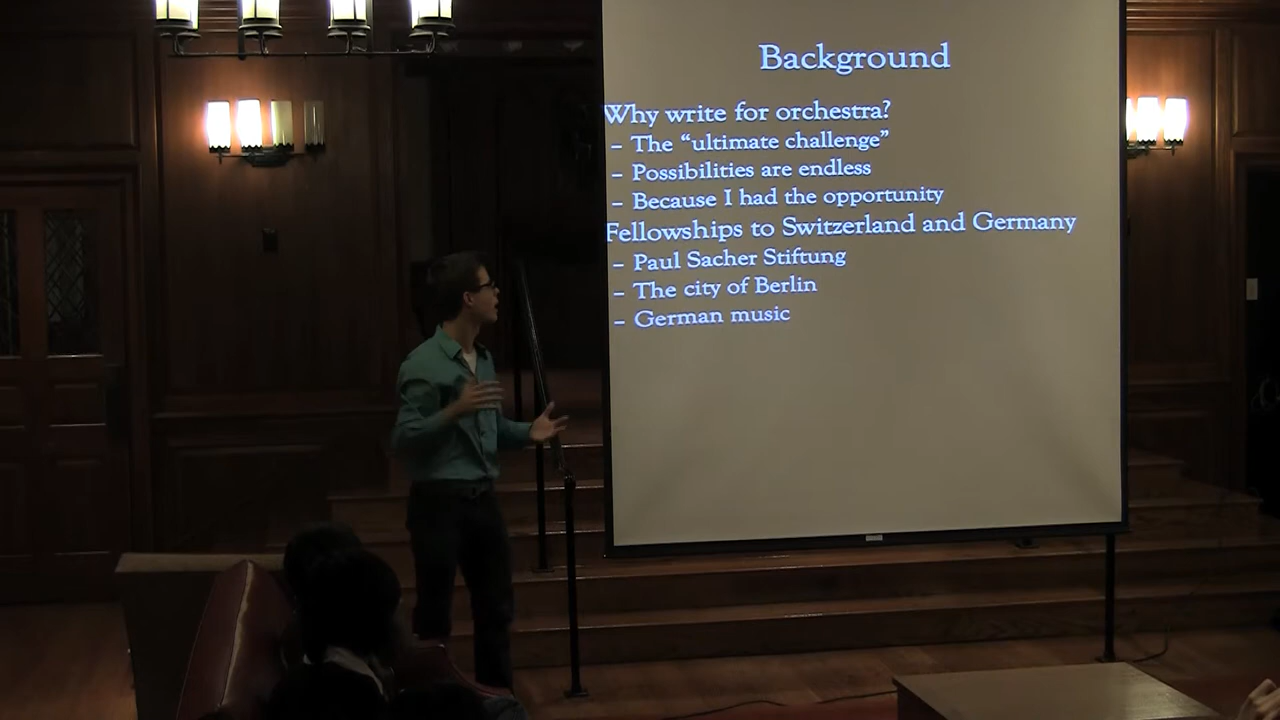 Background
Why write for orchestra?
– The “ultimate challenge”
– Possibilities are endless
– Because I had the opportunity
Fellowships to Switzerland and Germany
– Paul Sacher Stiftung
– The city of Berlin
– German music